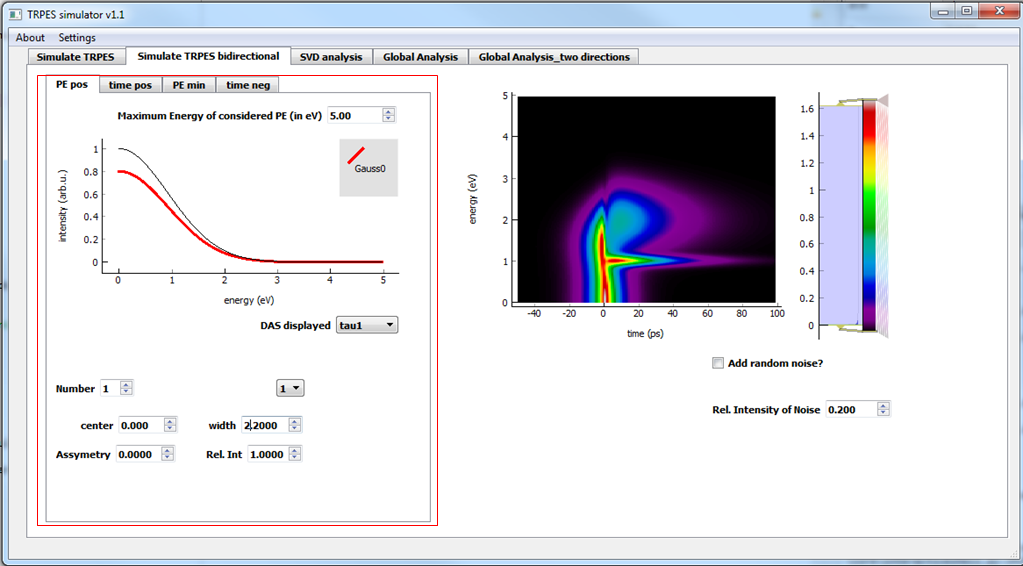 TRPES simulator v1.1
About Settings
Simulate TRPES Simulate TRPES bidirectional SVD analysis Global Analysis Global Analysis_two directions
PE pos time pos PE min time neg
Maximum Energy of considered PE (in eV) 5.00
Gauss0
intensity (arb.u.)
1
0.8
0.6
0.4
0.2
0
0 1 2 3 4 5
energy (eV)
DAS displayed tau1
Number 1 1
center 0.000 width 2.2000
Assymetry 0.0000 Rel. Int 1.0000
energy (eV)
5
4
3
2
1
0
-40 -20 0 20 40 60 80 100
time (ps)
1.6
1.4
1.2
1
0.8
0.6
0.4
0.2
0
Add random noise?
Rel. Intensity of Noise 0.200